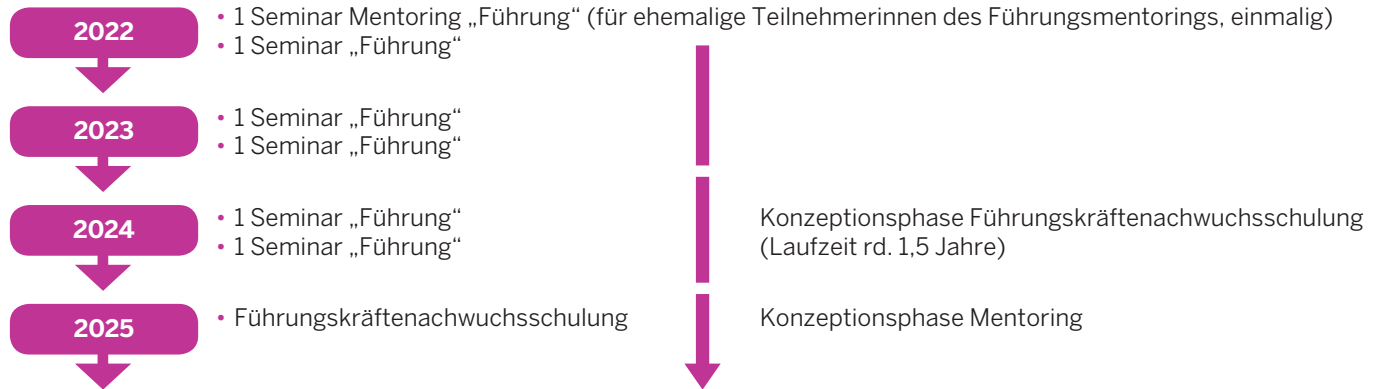 2022
• 1 Seminar Mentoring „Führung“ (für ehemalige Teilnehmerinnen des Führungsmentorings, einmalig)
• 1 Seminar „Führung“
2023
• 1 Seminar „Führung“
• 1 Seminar „Führung“
2024
• 1 Seminar „Führung“
• 1 Seminar „Führung“
Konzeptionsphase Führungskräftenachwuchsschulung
(Laufzeit rd. 1,5 Jahre)
2025
• Führungskräftenachwuchsschulung
Konzeptionsphase Mentoring